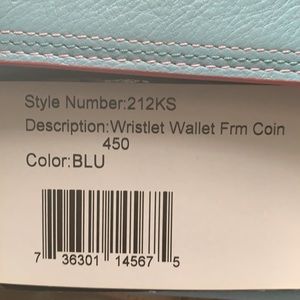 Style Number:212KS
Description:Wristlet Wallet Frm Coin
450
Color:BLU
7 36301 14567 5